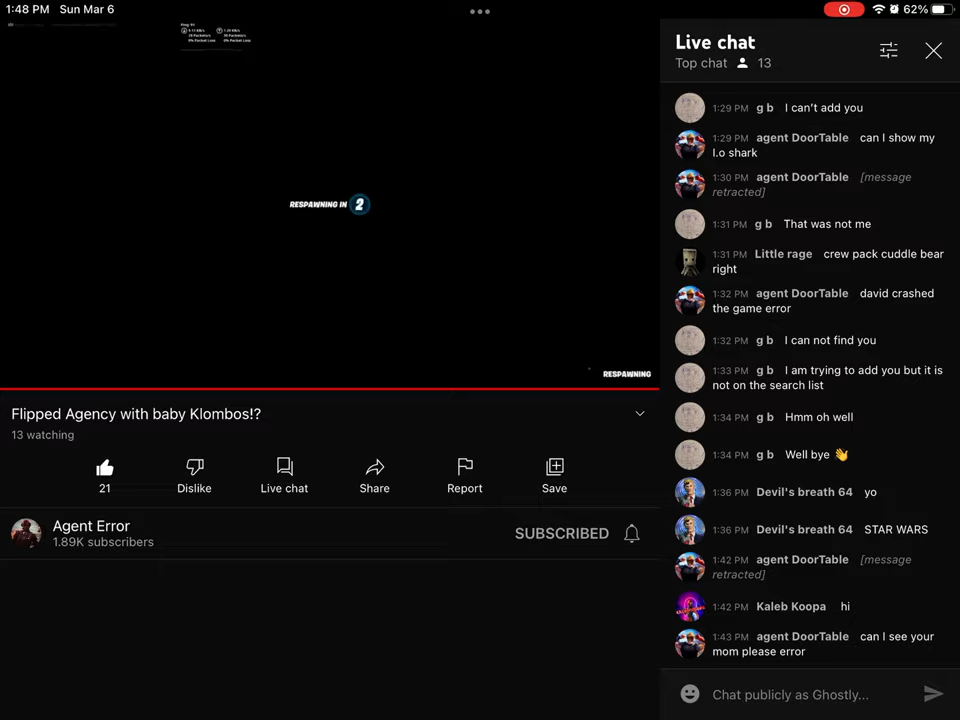 1:48 PM Sun Mar 6
62%
RESPAWNING IN 2
RESPAWNING
Flipped Agency with baby Klombos!?
13 watching
21
Dislike
Live chat
Share
Report
Save
Agent Error
1.89K subscribers
SUBSCRIBED
Live chat
Top chat 13
1:29 PM g b I can't add you
1:29 PM agent DoorTable can I show my
l.o shark
1:30 PM agent DoorTable [message
retracted]
1:31 PM g b That was not me
1:31 PM Little rage crew pack cuddle bear
right
1:32 PM agent DoorTable david crashed
the game error
1:32 PM g b I can not find you
1:33 PM g b I am trying to add you but it is
not on the search list
1:34 PM g b Hmm oh well
1:34 PM g b Well bye 👋
1:36 PM Devil's breath 64 yo
1:36 PM Devil's breath 64 STAR WARS
1:42 PM agent DoorTable [message
retracted]
1:42 PM Kaleb Koopa hi
1:43 PM agent DoorTable can I see your
mom please error
Chat publicly as Ghostly...